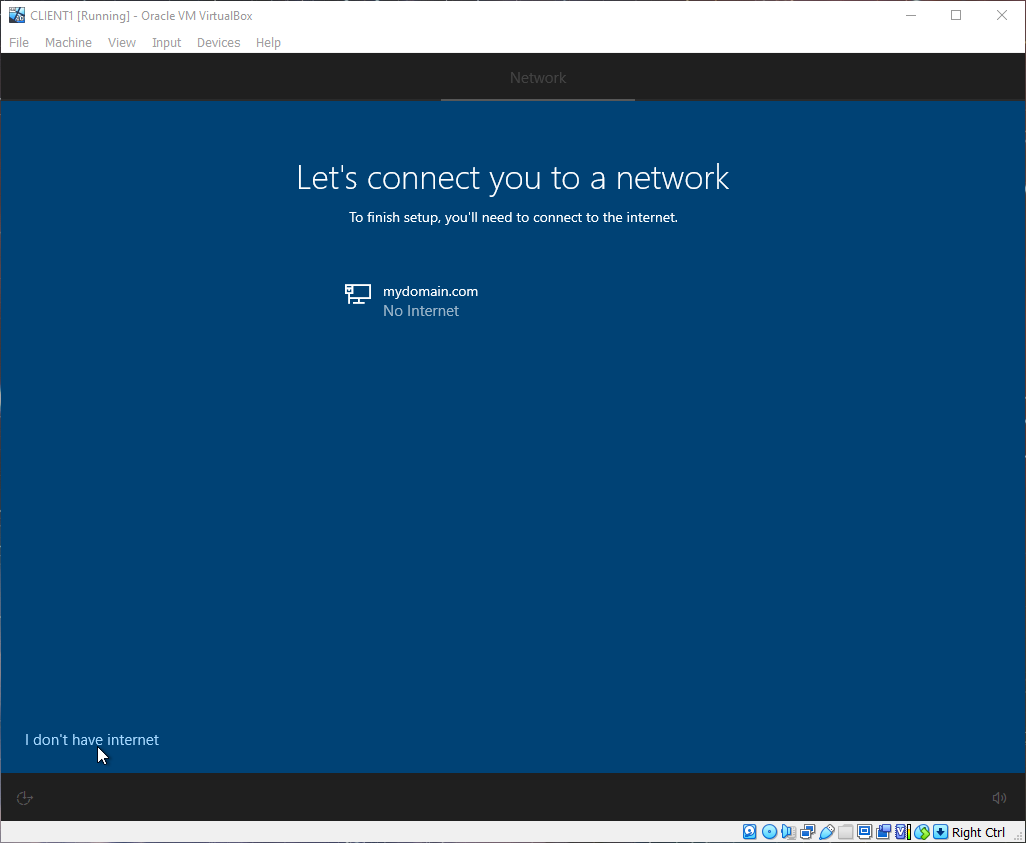 CLIENT1 [Running] - Oracle VM VirtualBox
File Machine View Input Devices Help
Network
Let's connect you to a network
To finish setup, you'll need to connect to the internet.
mydomain.com
No Internet
I don't have internet
Right Ctrl